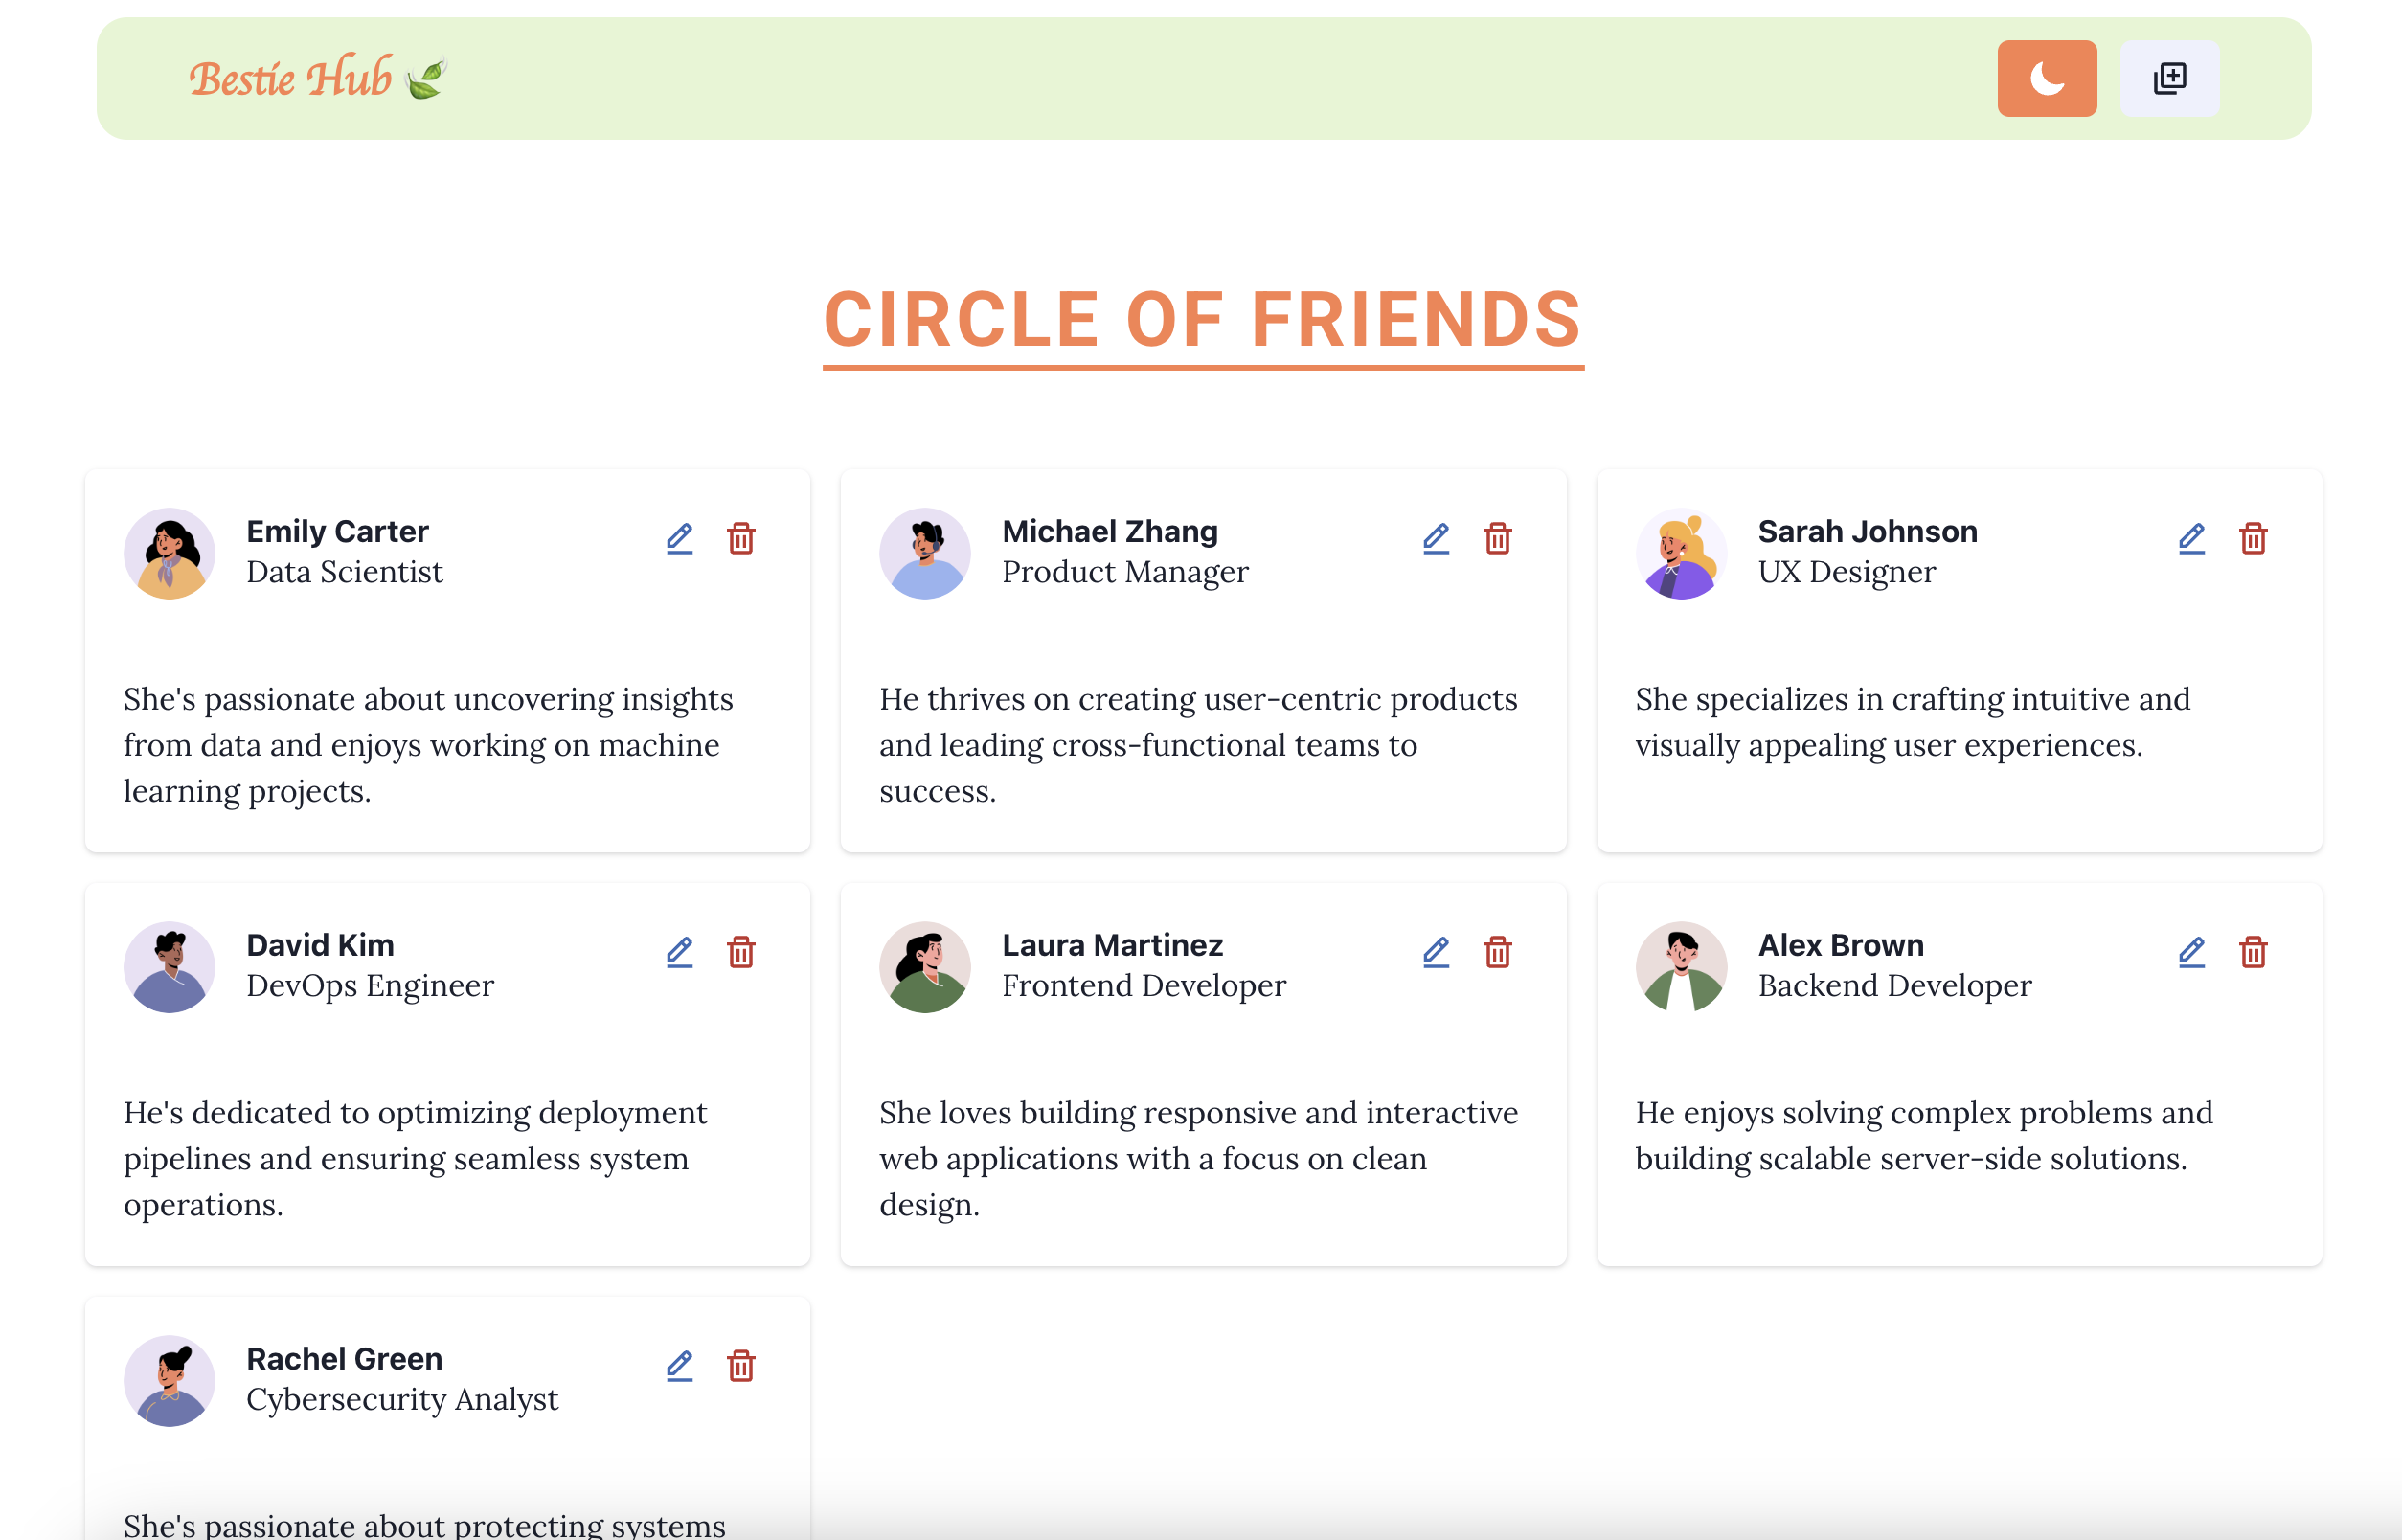 Bestie Hub
CIRCLE OF FRIENDS
Emily Carter
Data Scientist
She's passionate about uncovering insights
from data and enjoys working on machine
learning projects.
Michael Zhang
Product Manager
He thrives on creating user-centric products
and leading cross-functional teams to
success.
Sarah Johnson
UX Designer
She specializes in crafting intuitive and
visually appealing user experiences.
David Kim
DevOps Engineer
He's dedicated to optimizing deployment
pipelines and ensuring seamless system
operations.
Laura Martinez
Frontend Developer
She loves building responsive and interactive
web applications with a focus on clean
design.
Alex Brown
Backend Developer
He enjoys solving complex problems and
building scalable server-side solutions.
Rachel Green
Cybersecurity Analyst
She's passionate about protecting systems